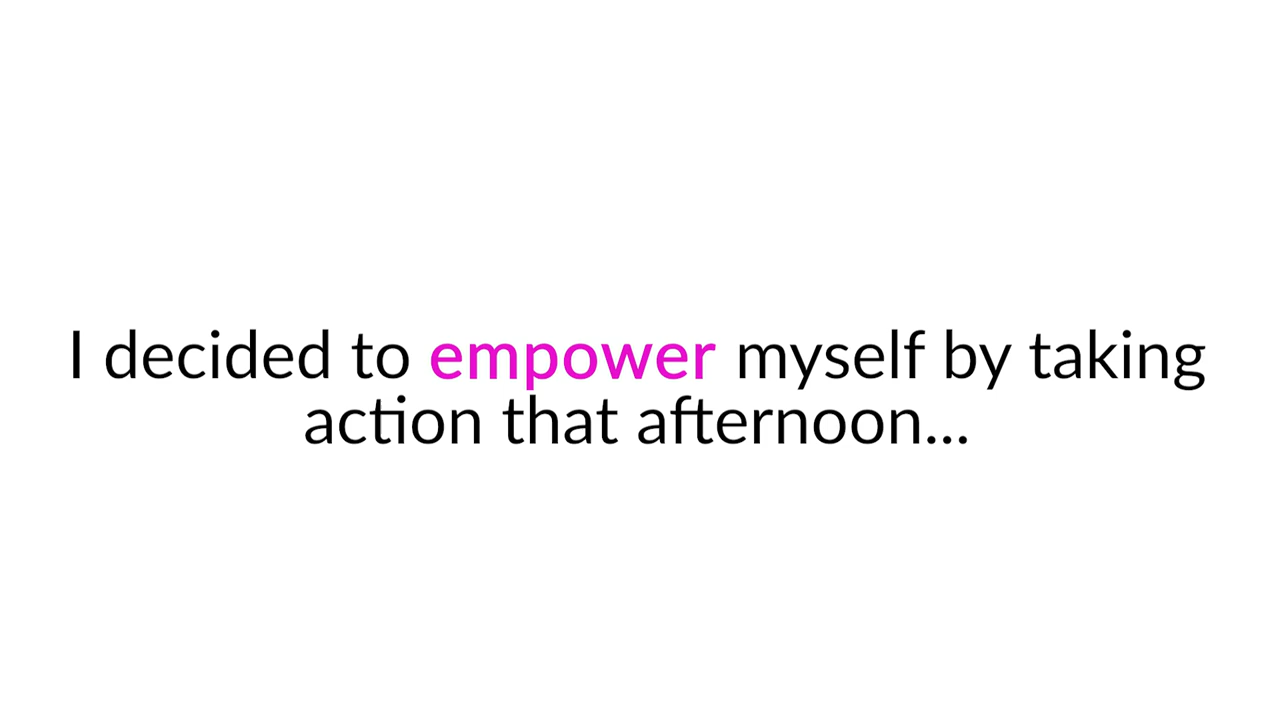 I decided to empower myself by taking
action that afternoon...